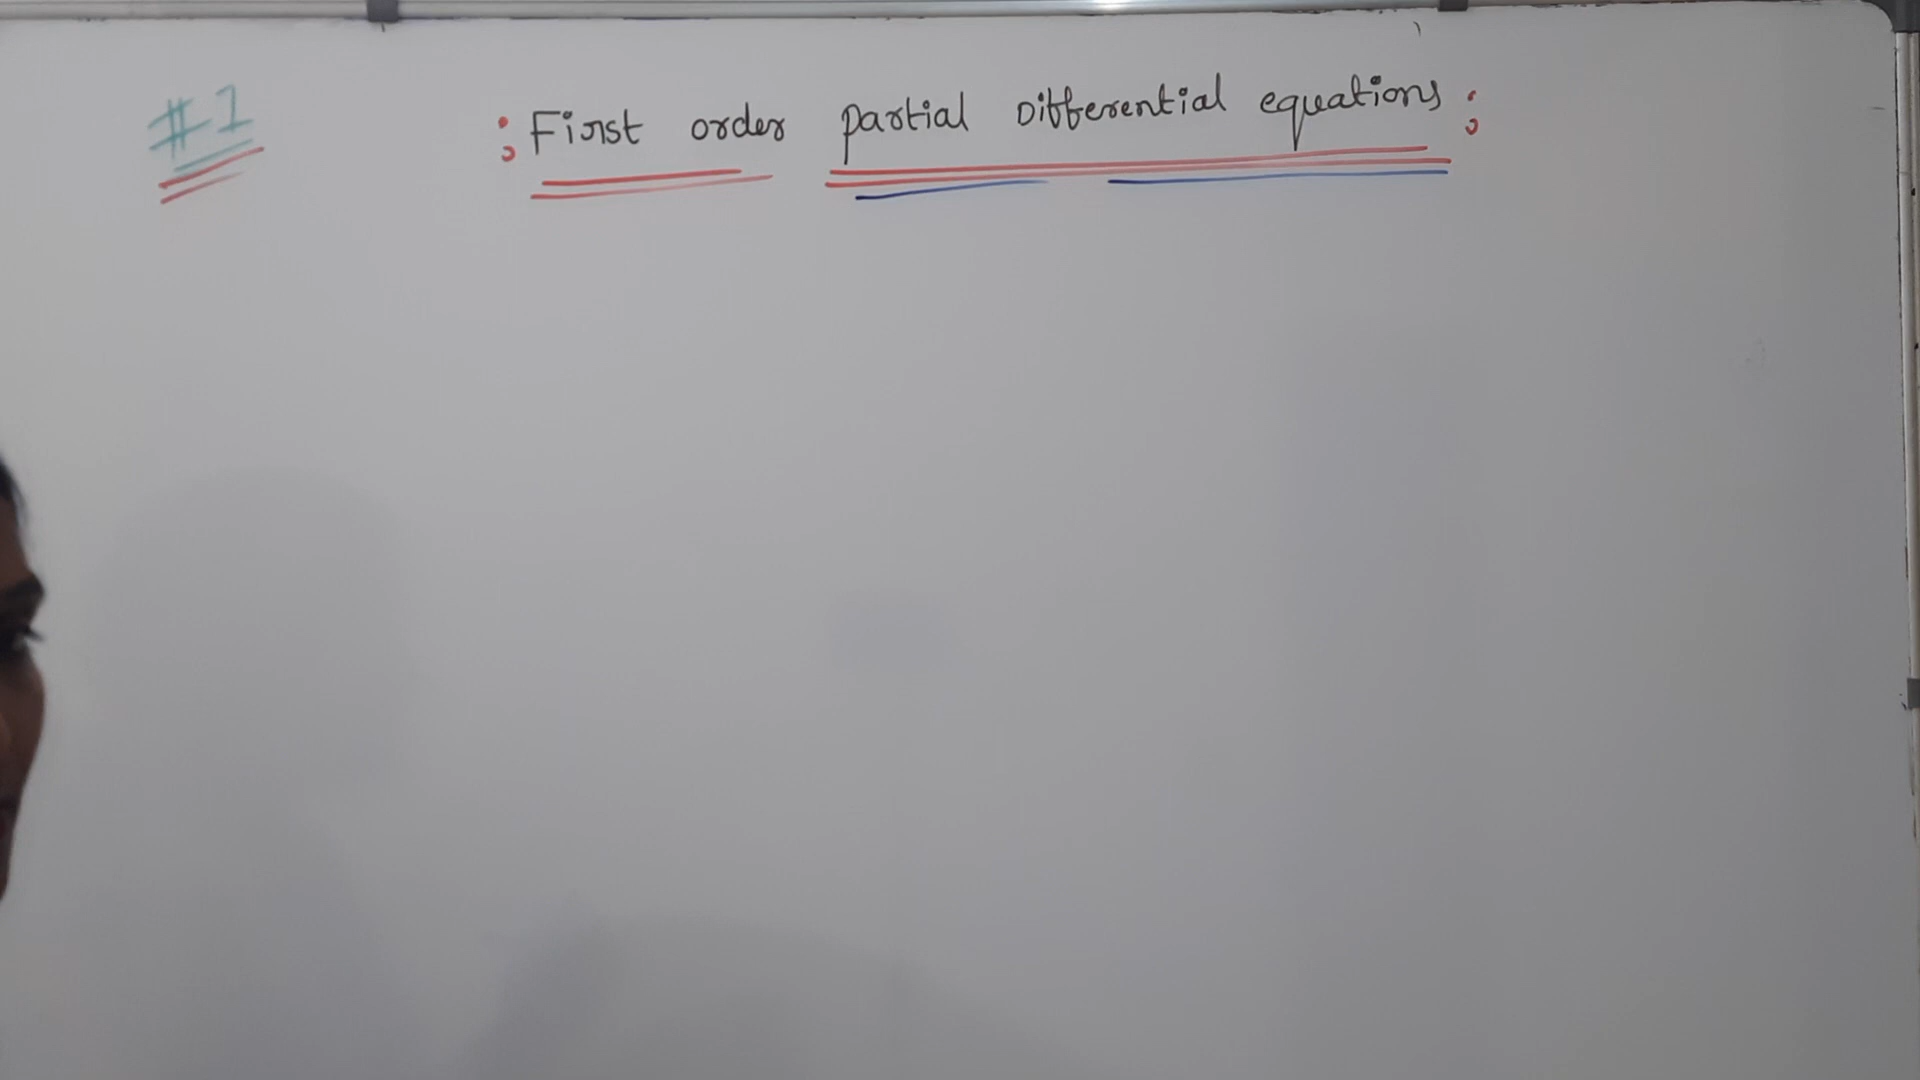 #1
: First order partial Differential equations :